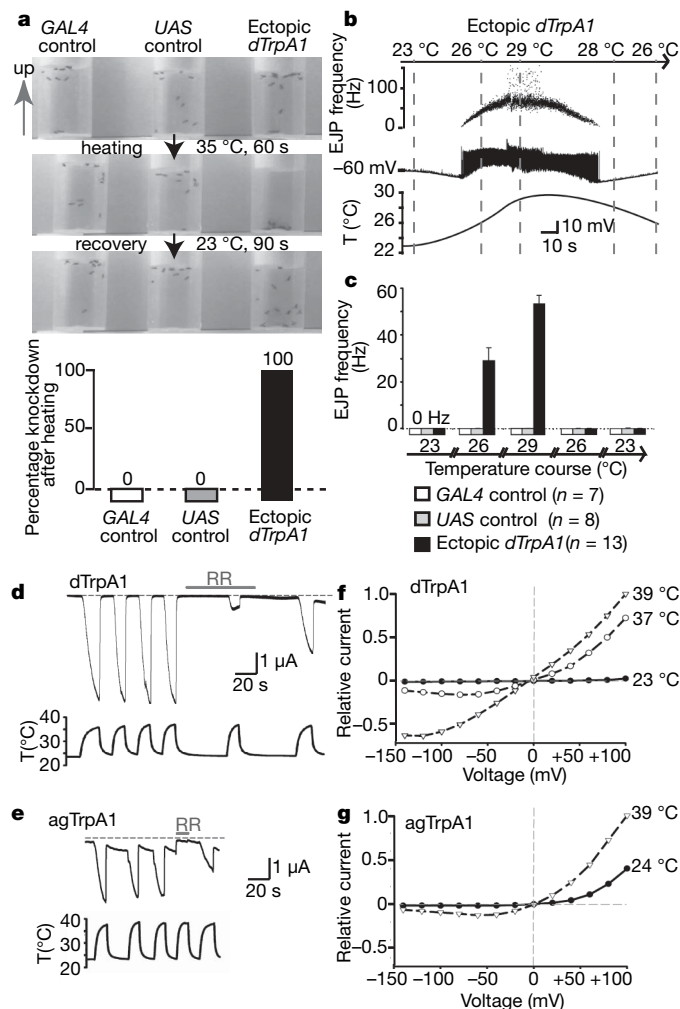 a
GAL4 control
UAS control
Ectopic dTrpA1
up
heating 35 °C, 60 s
recovery 23 °C, 90 s
Percentage knockdown after heating
100
50
0
0
0
100
GAL4 control
UAS control
Ectopic dTrpA1
b
Ectopic dTrpA1
23 °C 26 °C 29 °C 28 °C 26 °C
EJP frequency (Hz)
100
0
−60 mV
T (°C)
30
26
22
10 mV
10 s
c
EJP frequency (Hz)
60
40
20
0
0 Hz
23 26 29 26 23
Temperature course (°C)
GAL4 control (n = 7)
UAS control (n = 8)
Ectopic dTrpA1 (n = 13)
d
dTrpA1
RR
1 µA
20 s
T(°C)
40
30
20
e
agTrpA1
RR
1 µA
20 s
T(°C)
40
30
20
f
dTrpA1
Relative current
1.0
0.5
0
−0.5
39 °C
37 °C
23 °C
−150 −100 −50 0 +50 +100
Voltage (mV)
g
agTrpA1
Relative current
1.0
0.5
0
−0.5
39 °C
24 °C
−150 −100 −50 0 +50 +100
Voltage (mV)